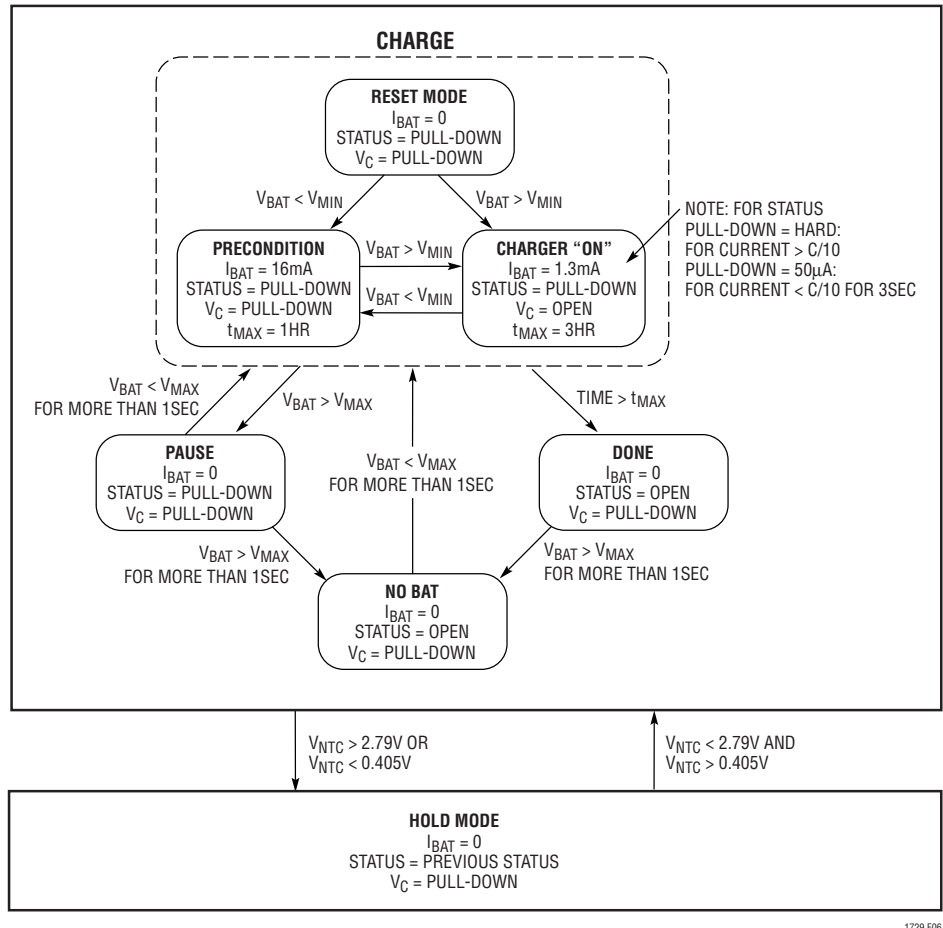 CHARGE
RESET MODE
IBAT = 0
STATUS = PULL-DOWN
VC = PULL-DOWN
VBAT < VMIN
VBAT > VMIN
PRECONDITION
IBAT = 16mA
STATUS = PULL-DOWN
VC = PULL-DOWN
tMAX = 1HR
VBAT > VMIN
VBAT < VMIN
CHARGER “ON”
IBAT = 1.3mA
STATUS = PULL-DOWN
VC = OPEN
tMAX = 3HR
NOTE: FOR STATUS
PULL-DOWN = HARD:
FOR CURRENT > C/10
PULL-DOWN = 50µA:
FOR CURRENT < C/10 FOR 3SEC
VBAT < VMAX
FOR MORE THAN 1SEC
VBAT > VMAX
TIME > tMAX
PAUSE
IBAT = 0
STATUS = PULL-DOWN
VC = PULL-DOWN
VBAT < VMAX
FOR MORE THAN 1SEC
DONE
IBAT = 0
STATUS = OPEN
VC = PULL-DOWN
VBAT > VMAX
FOR MORE THAN 1SEC
VBAT > VMAX
FOR MORE THAN 1SEC
NO BAT
IBAT = 0
STATUS = OPEN
VC = PULL-DOWN
VNTC > 2.79V OR
VNTC < 0.405V
VNTC < 2.79V AND
VNTC > 0.405V
HOLD MODE
IBAT = 0
STATUS = PREVIOUS STATUS
VC = PULL-DOWN
1729 F06